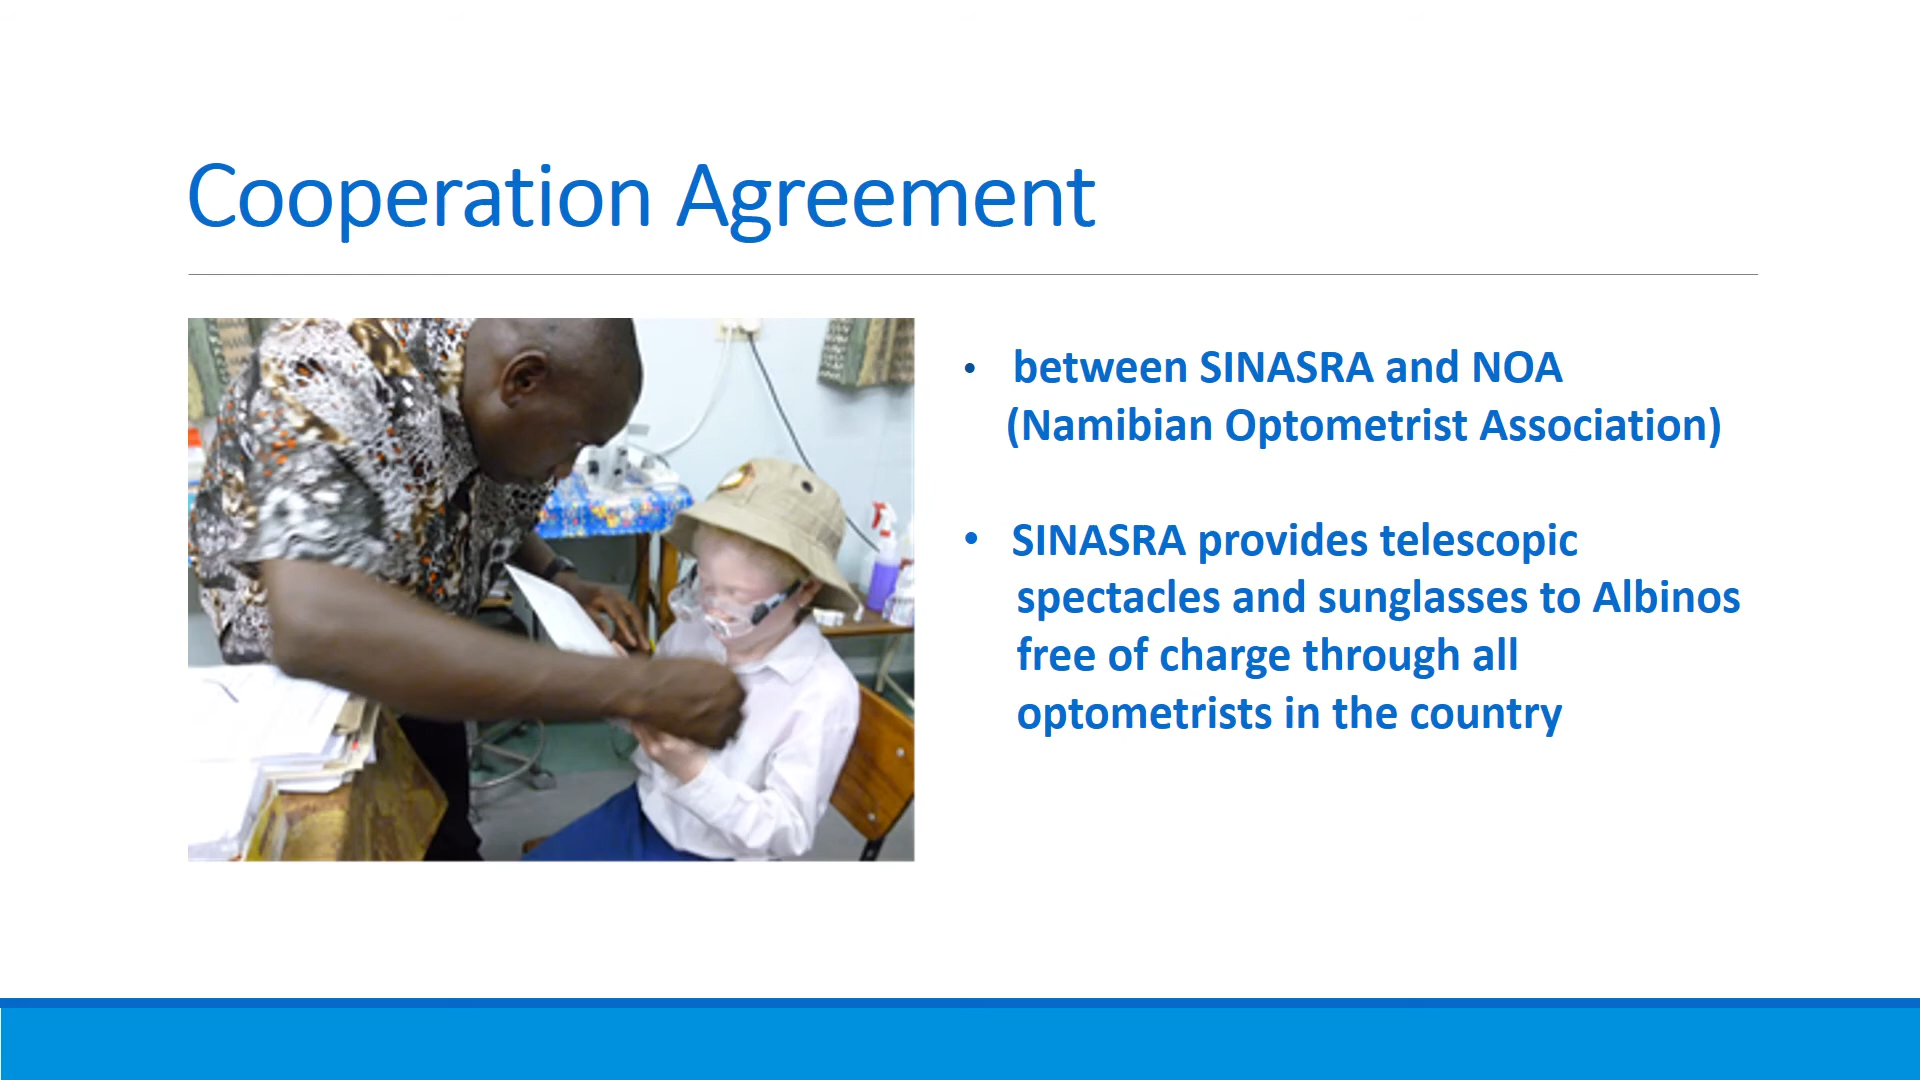 Cooperation Agreement
• between SINASRA and NOA
(Namibian Optometrist Association)
• SINASRA provides telescopic
spectacles and sunglasses to Albinos
free of charge through all
optometrists in the country